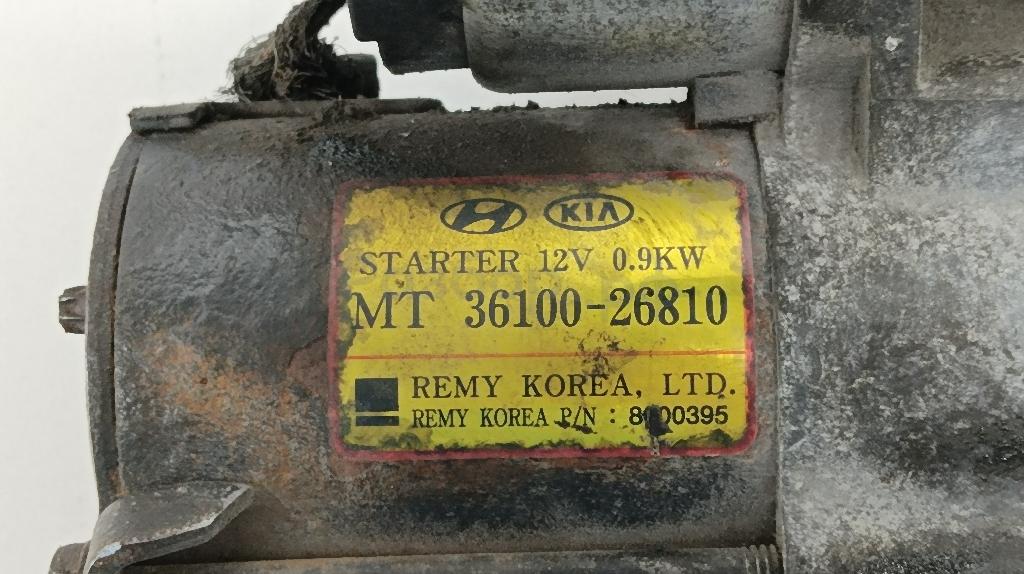 KIA
STARTER 12V 0.9KW
MT 36100-26810
REMY KOREA, LTD.
REMY KOREA P/N :